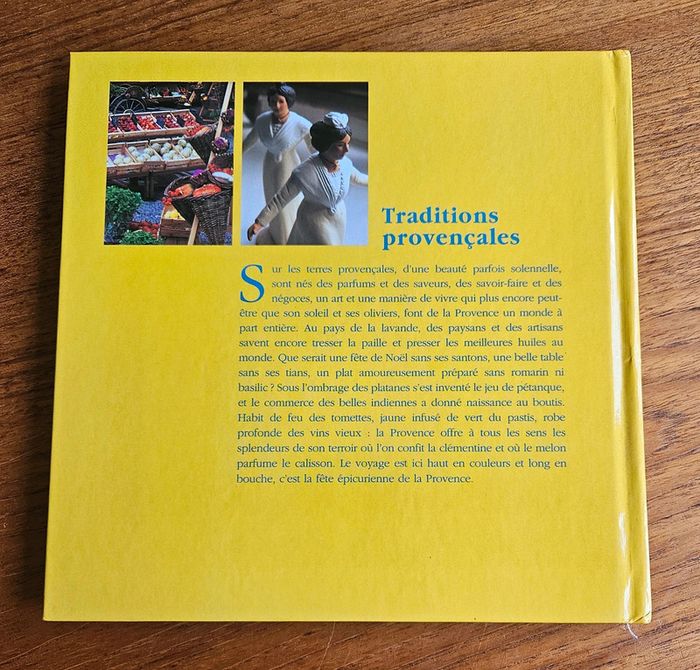 Traditions
provençales
Sur les terres provençales, d'une beauté parfois solennelle,
sont nés des parfums et des saveurs, des savoir-faire et des
négoces, un art et une manière de vivre qui plus encore peut-
être que son soleil et ses oliviers, font de la Provence un monde à
part entière. Au pays de la lavande, des paysans et des artisans
savent encore tresser la paille et presser les meilleures huiles au
monde. Que serait une fête de Noël sans ses santons, une belle table
sans ses tians, un plat amoureusement préparé sans romarin ni
basilic ? Sous l'ombrage des platanes s'est inventé le jeu de pétanque,
et le commerce des belles indiennes a donné naissance au boutis.
Habit de feu des tomettes, jaune infusé de vert du pastis, robe
profonde des vins vieux : la Provence offre à tous les sens les
splendeurs de son terroir où l'on confit la clémentine et où le melon
parfume le calisson. Le voyage est ici haut en couleurs et long en
bouche, c'est la fête épicurienne de la Provence.